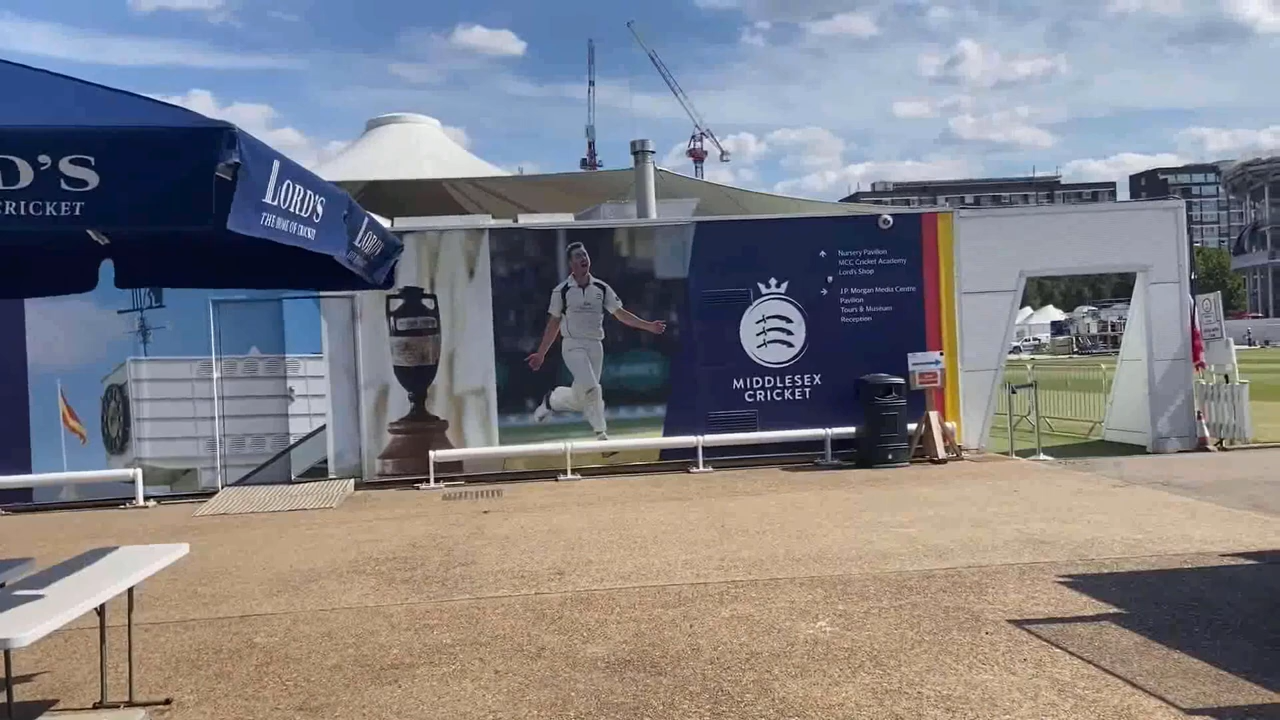 D'S
CRICKET
LORD'S
THE HOME OF CRICKET
LORD'S
Nursery Pavilion
MCC Cricket Academy
Lord's Shop
J.P. Morgan Media Centre
Pavilion
Tours & Museum
Reception
MIDDLESEX
CRICKET